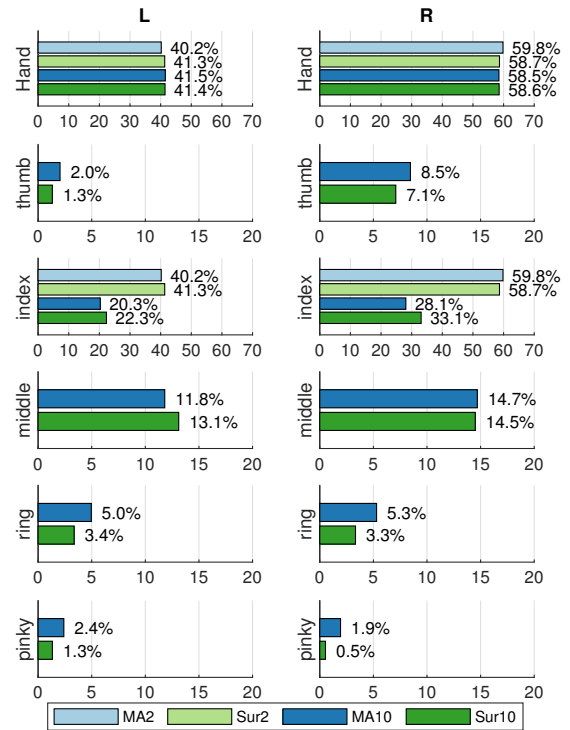 L R
Hand
40.2%
41.3%
41.5%
41.4%
0 10 20 30 40 50 60 70
59.8%
58.7%
58.5%
58.6%
0 10 20 30 40 50 60 70
thumb
2.0%
1.3%
0 5 10 15 20
8.5%
7.1%
0 5 10 15 20
index
40.2%
41.3%
20.3%
22.3%
0 10 20 30 40 50 60 70
59.8%
58.7%
28.1%
33.1%
0 10 20 30 40 50 60 70
middle
11.8%
13.1%
0 5 10 15 20
14.7%
14.5%
0 5 10 15 20
ring
5.0%
3.4%
0 5 10 15 20
5.3%
3.3%
0 5 10 15 20
pinky
2.4%
1.3%
0 5 10 15 20
pinky
1.9%
0.5%
0 5 10 15 20
MA2 Sur2 MA10 Sur10